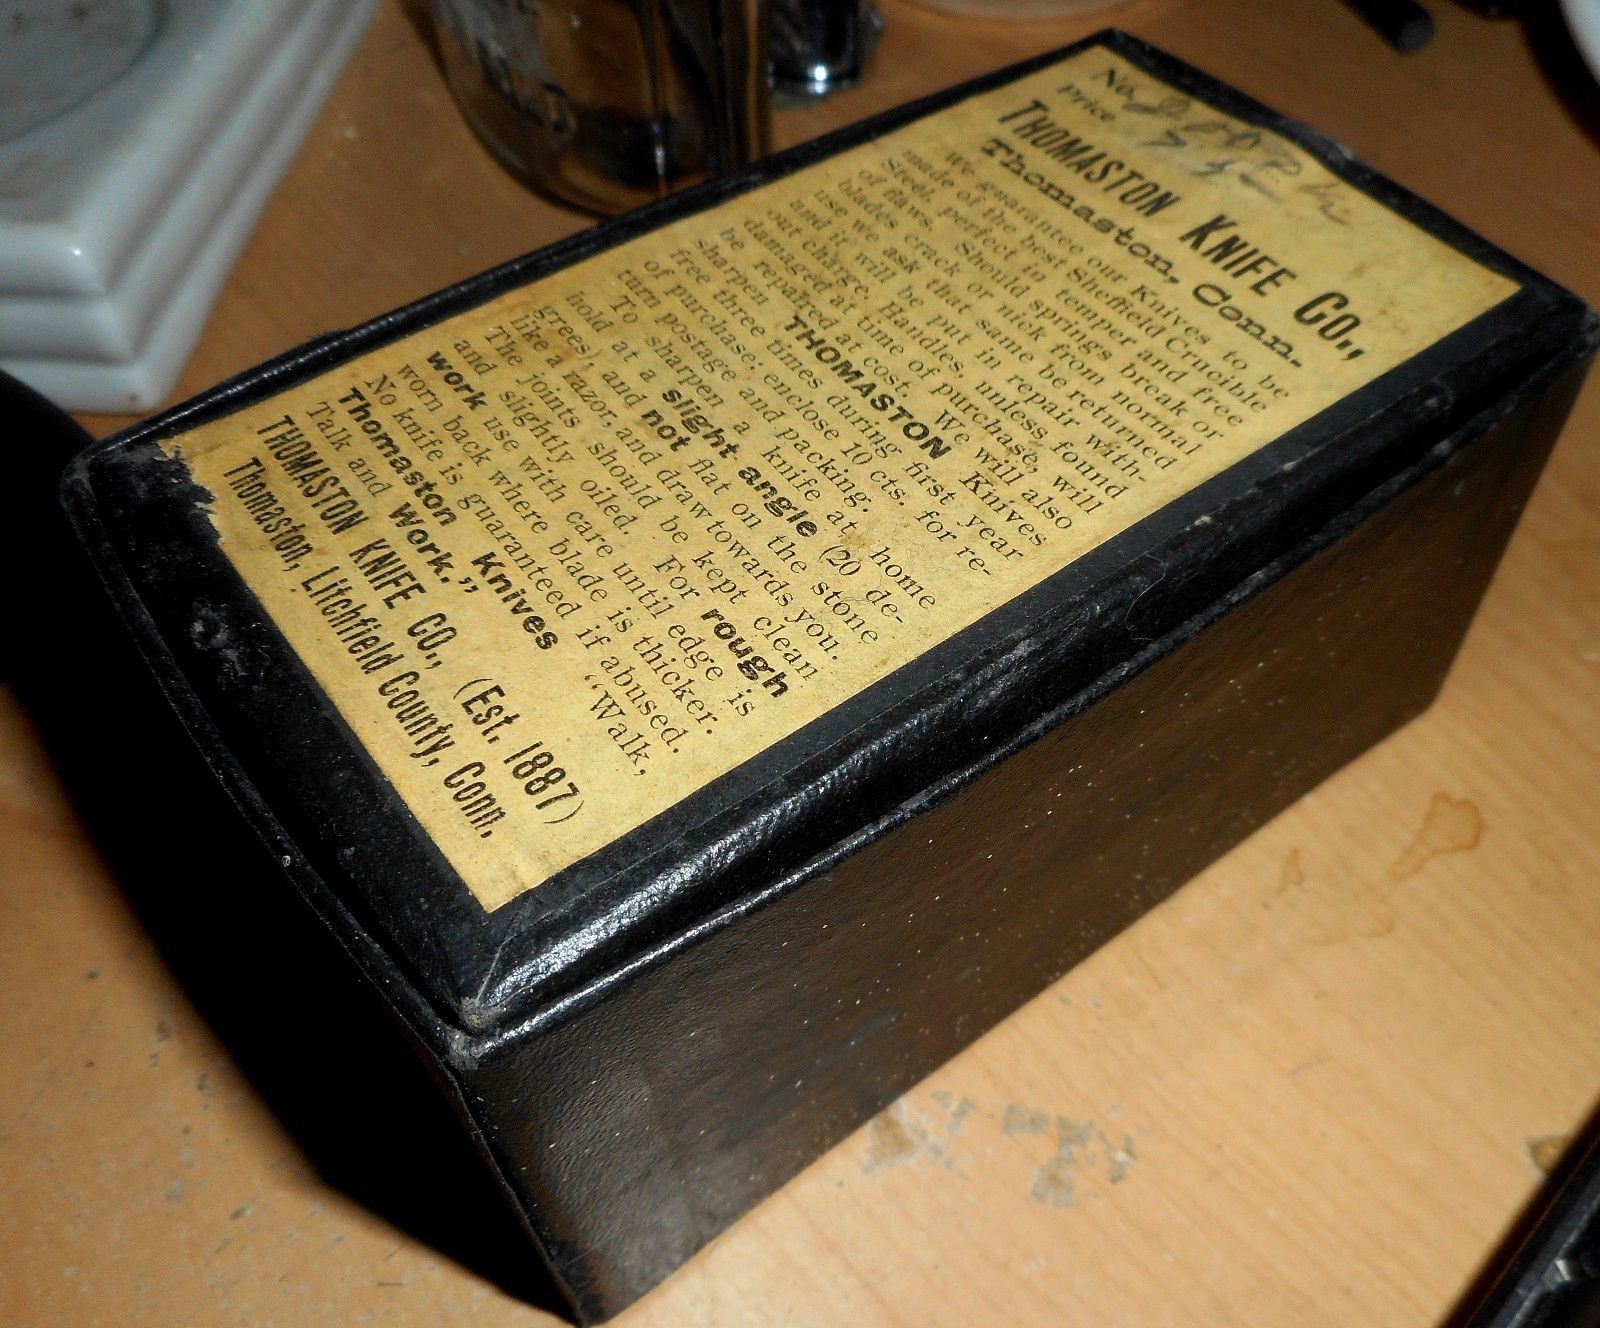 No.
Price
THOMASTON KNIFE CO.,
Thomaston, Conn.
We guarantee our Knives to be
made of the best Sheffield Crucible
Steel, perfect in temper and free
of flaws. Should springs break or
blades crack or nick from normal
use we ask that same be returned
and it will be put in repair with-
out charge. Handles, unless found
damaged at time of purchase, will
be repaired at cost. We will also
sharpen THOMASTON Knives
free three times during first year
of purchase; enclose 10 cts. for re-
turn postage and packing.
To sharpen a knife at home
hold at a slight angle (20 de-
grees), and not flat on the stone
like a razor, and draw towards you.
The joints should be kept clean
and slightly oiled. For rough
work use with care until edge is
worn back where blade is thicker.
No knife is guaranteed if abused.
Thomaston Knives "Walk,
Talk and Work."
THOMASTON KNIFE CO., (Est. 1887)
Thomaston, Litchfield County, Conn.